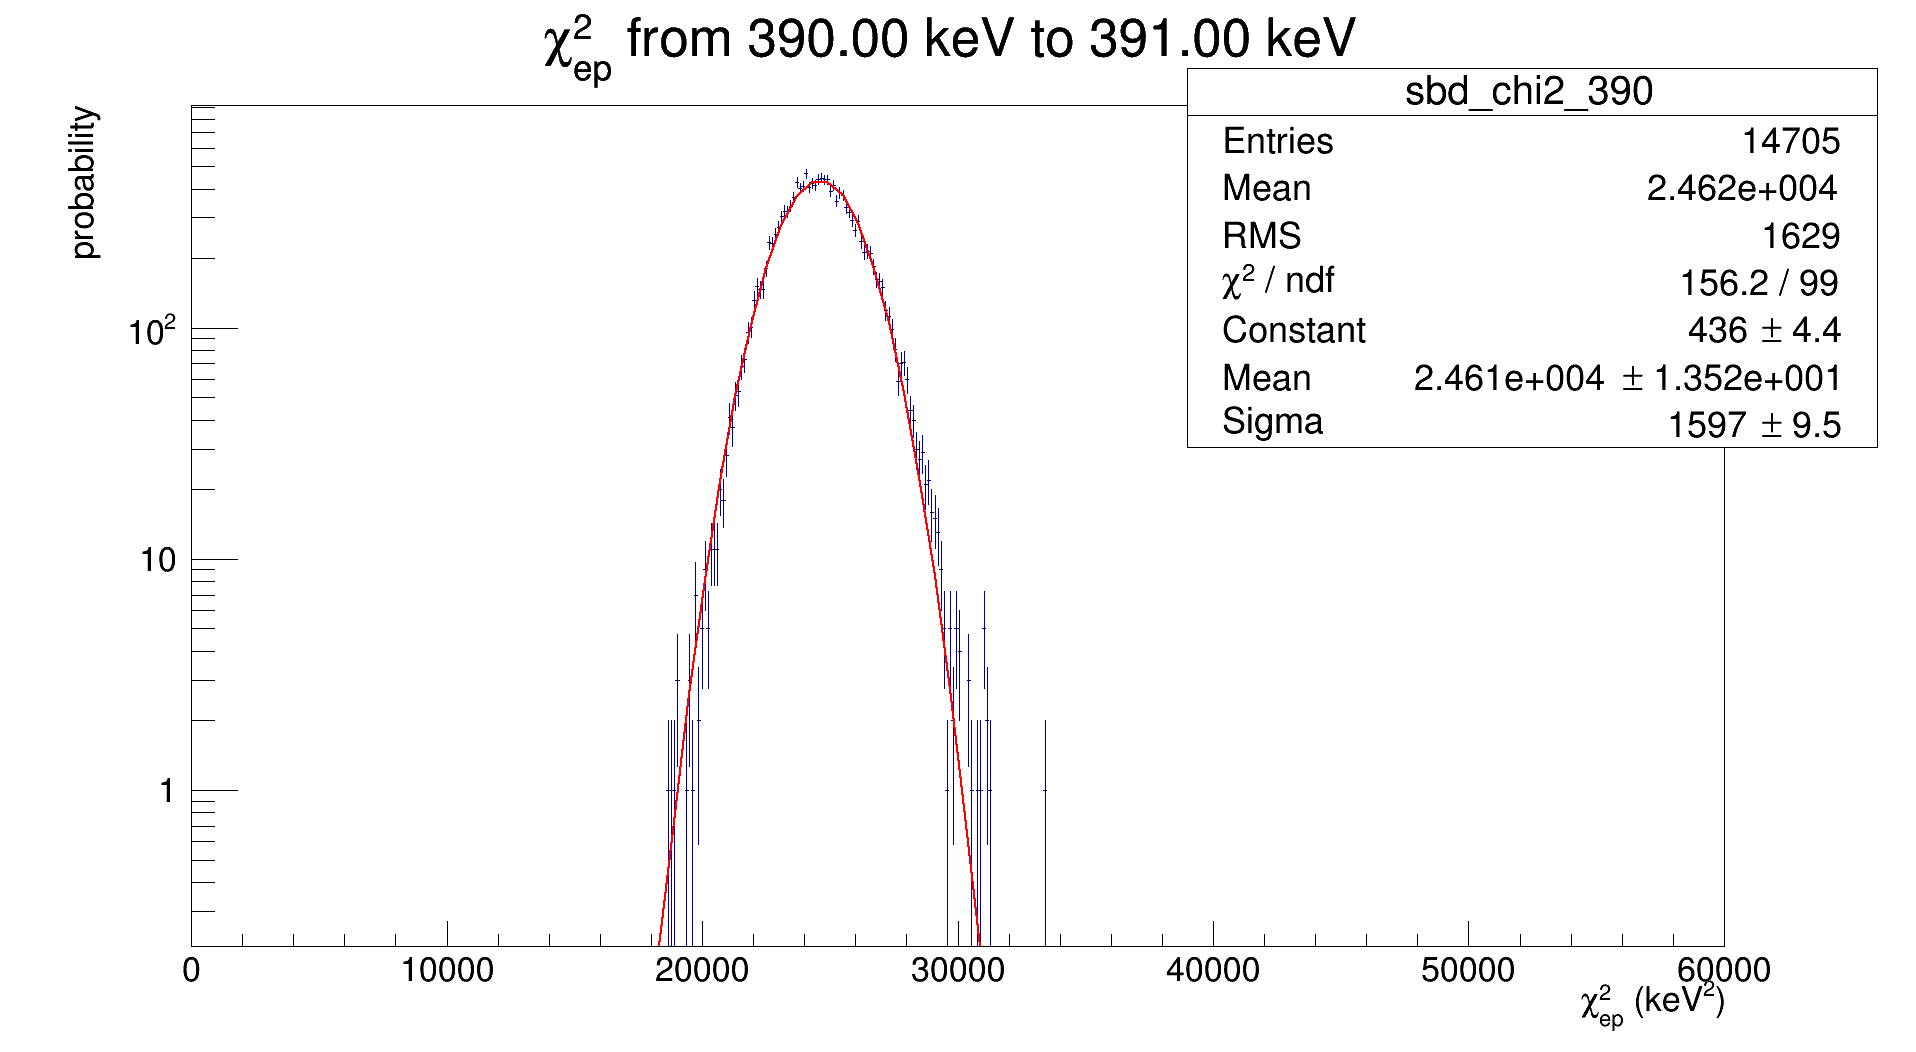 χ²ep from 390.00 keV to 391.00 keV
sbd_chi2_390
Entries 14705
Mean 2.462e+004
RMS 1629
χ² / ndf 156.2 / 99
Constant 436 ± 4.4
Mean 2.461e+004 ± 1.352e+001
Sigma 1597 ± 9.5
probability
10²
10
1
0 10000 20000 30000 40000 50000 60000
χ²ep (keV²)